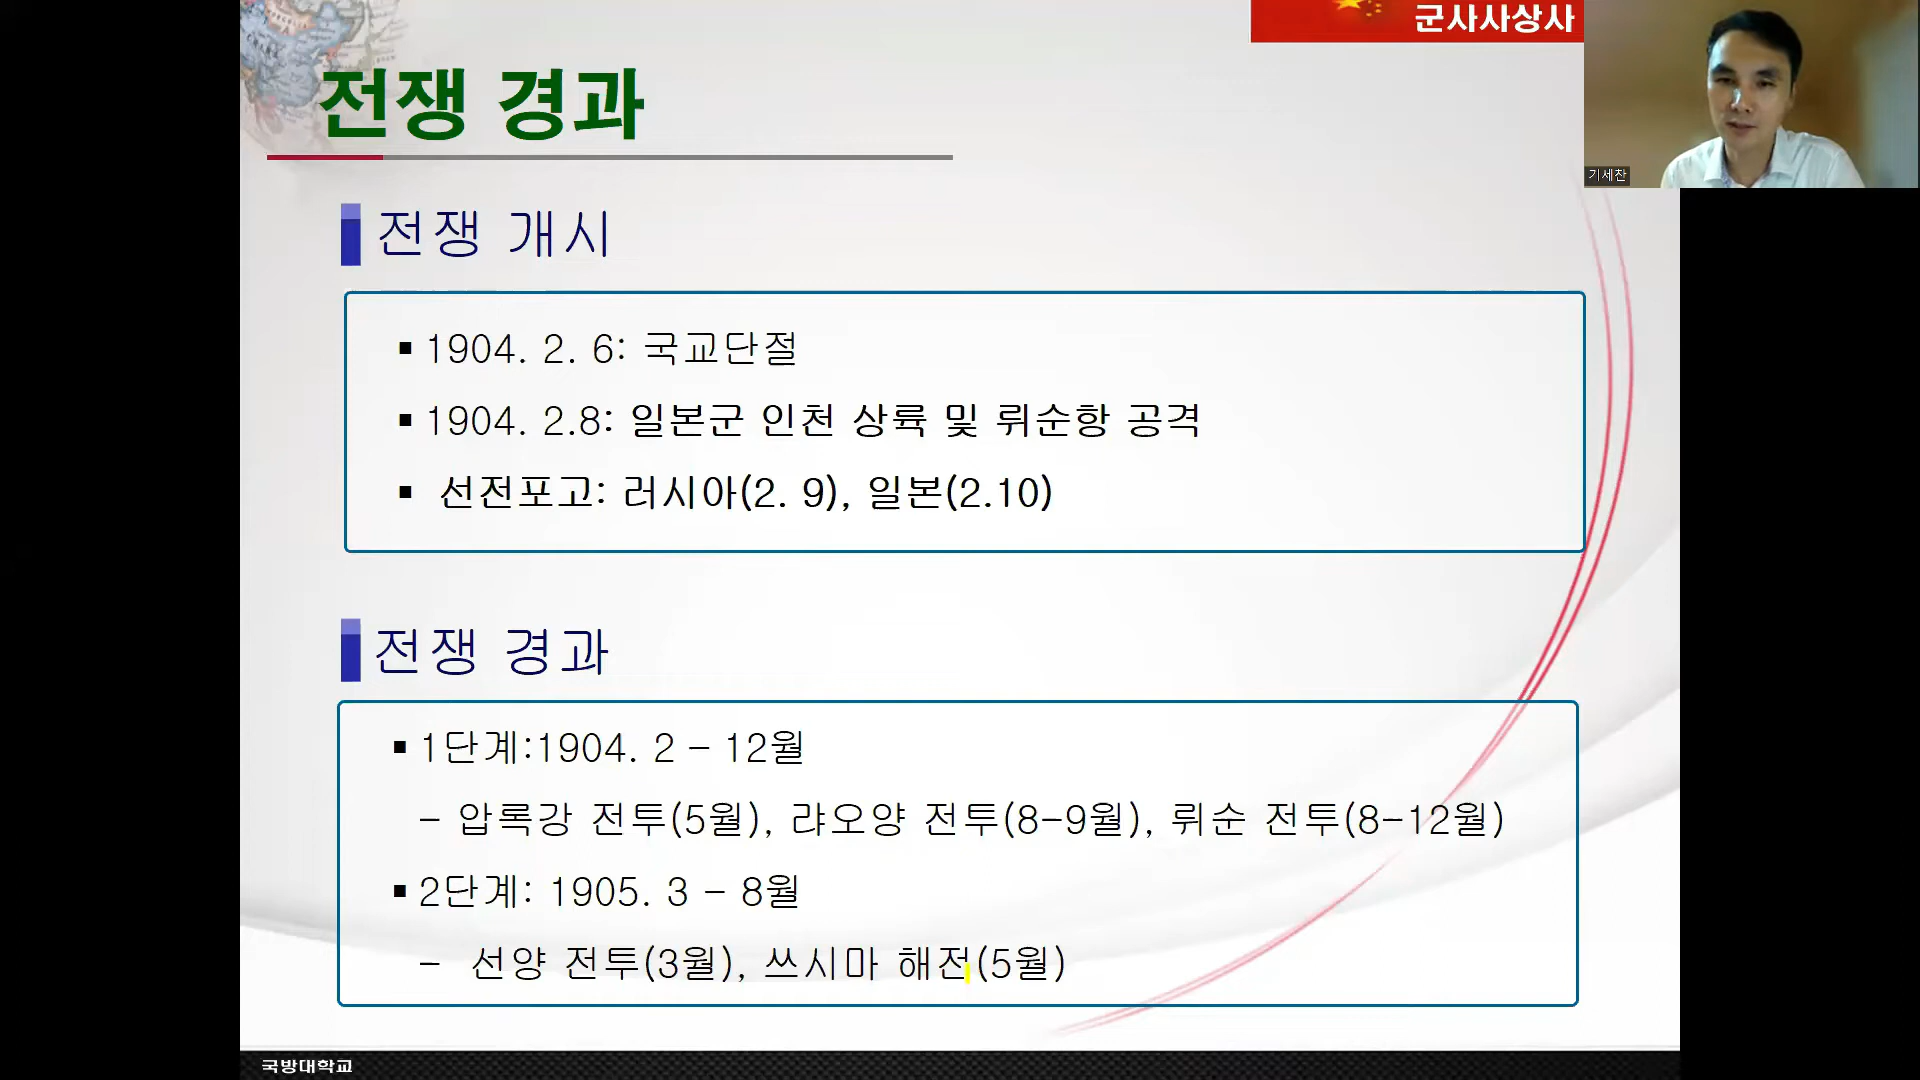 군사사상사
전쟁 경과
기세찬
전쟁 개시
▪ 1904. 2. 6: 국교단절
▪ 1904. 2.8: 일본군 인천 상륙 및 뤼순항 공격
▪ 선전포고: 러시아(2. 9), 일본(2.10)
전쟁 경과
▪ 1단계:1904. 2 – 12월
– 압록강 전투(5월), 랴오양 전투(8-9월), 뤼순 전투(8-12월)
▪ 2단계: 1905. 3 – 8월
– 선양 전투(3월), 쓰시마 해전(5월)
국방대학교